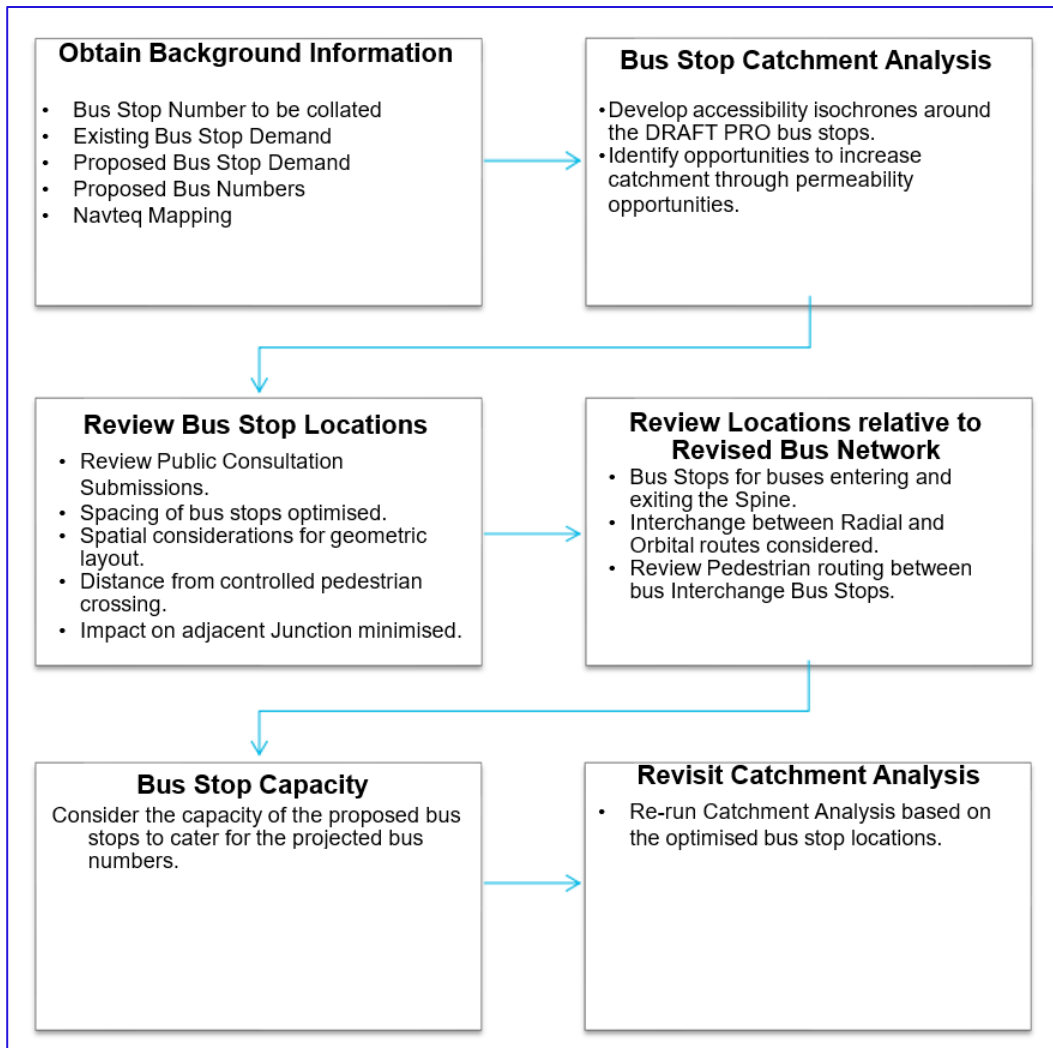 Obtain Background Information
• Bus Stop Number to be collated
• Existing Bus Stop Demand
• Proposed Bus Stop Demand
• Proposed Bus Numbers
• Navteq Mapping
Bus Stop Catchment Analysis
• Develop accessibility isochrones around
the DRAFT PRO bus stops.
• Identify opportunities to increase
catchment through permeability
opportunities.
Review Bus Stop Locations
• Review Public Consultation
Submissions.
• Spacing of bus stops optimised.
• Spatial considerations for geometric
layout.
• Distance from controlled pedestrian
crossing.
• Impact on adjacent Junction minimised.
Review Locations relative to
Revised Bus Network
• Bus Stops for buses entering and
exiting the Spine.
• Interchange between Radial and
Orbital routes considered.
• Review Pedestrian routing between
bus Interchange Bus Stops.
Bus Stop Capacity
Consider the capacity of the proposed bus
stops to cater for the projected bus
numbers.
Revisit Catchment Analysis
• Re-run Catchment Analysis based on
the optimised bus stop locations.